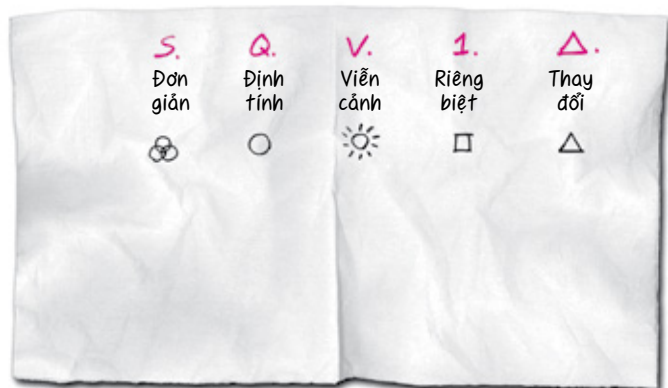 S. Q. V. 1. Δ.
Đơn Định Viễn Riêng Thay
giản tính cảnh biệt đổi